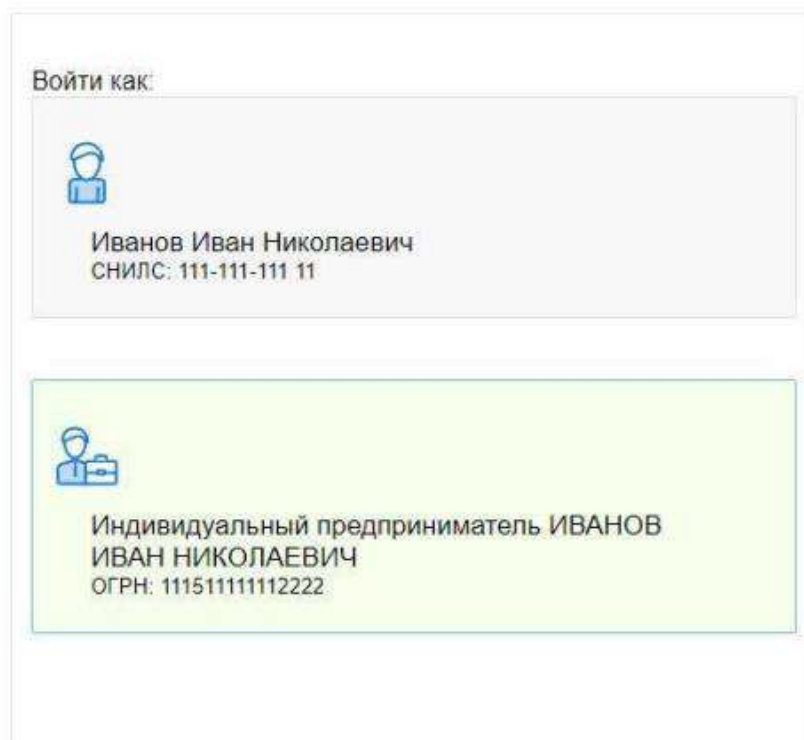 Войти как:
Иванов Иван Николаевич
СНИЛС: 111-111-111 11
Индивидуальный предприниматель ИВАНОВ
ИВАН НИКОЛАЕВИЧ
ОГРН: 111511111112222